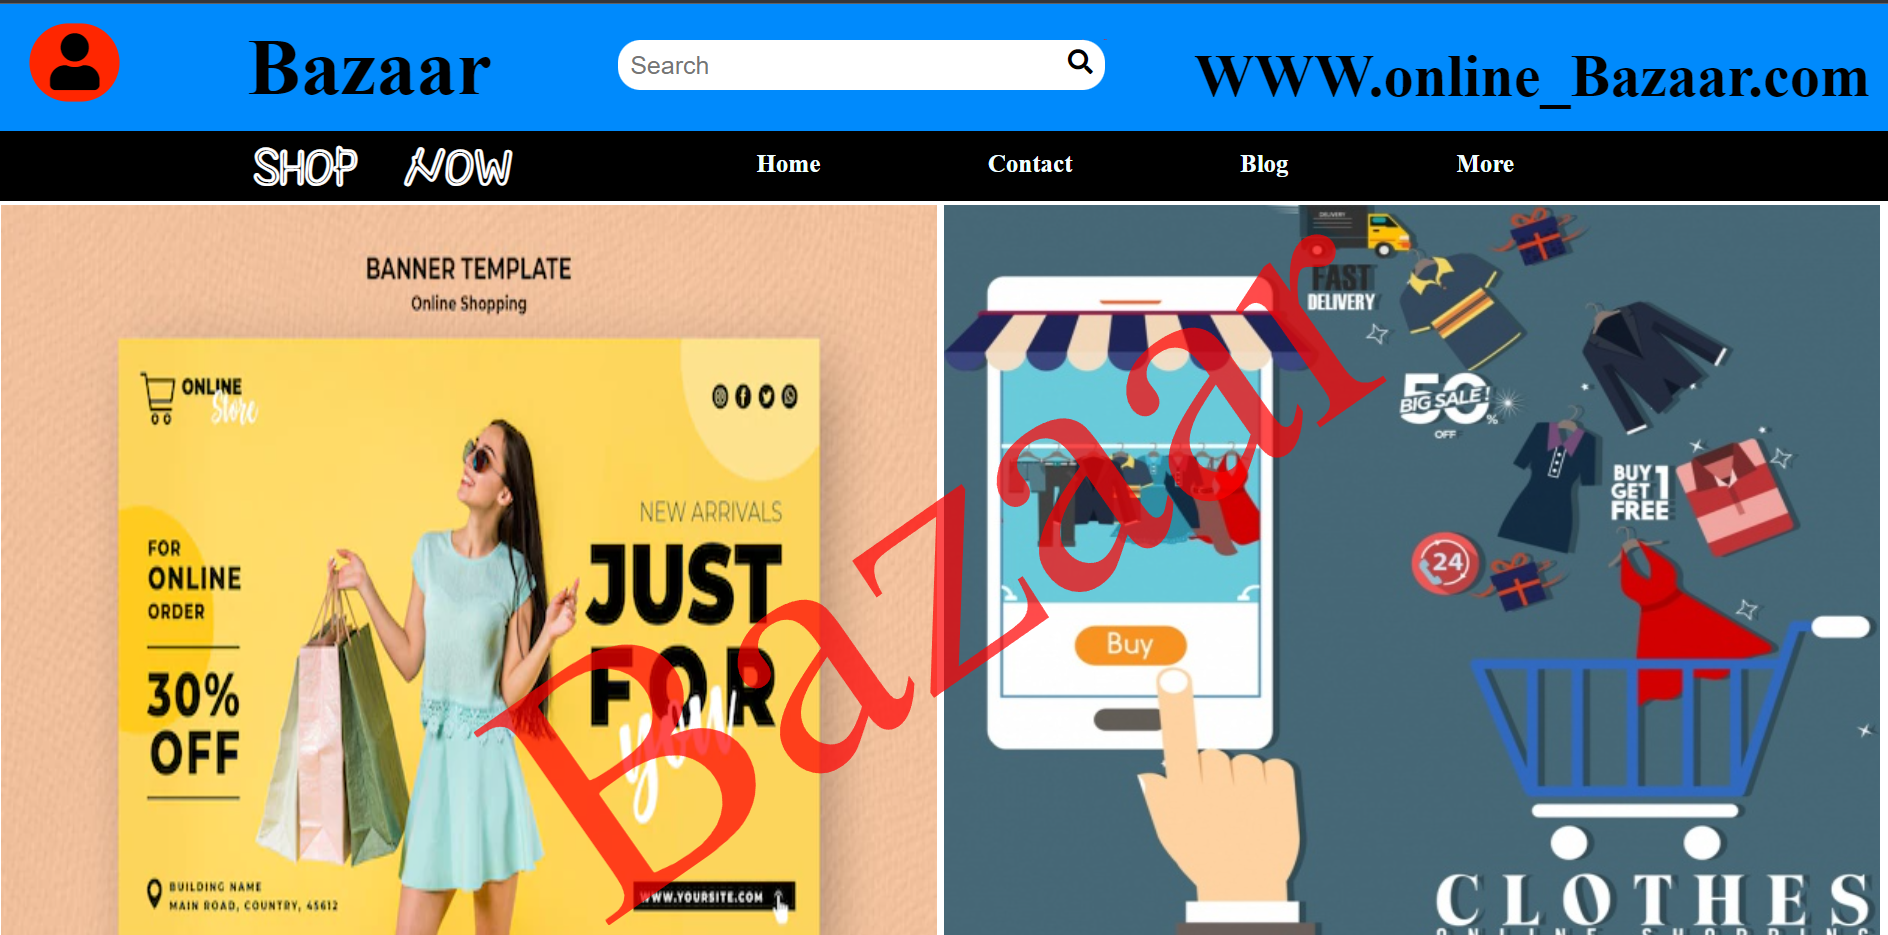 Bazaar
Search
WWW.online_Bazaar.com
SHOP NOW
Home
Contact
Blog
More
BANNER TEMPLATE
Online Shopping
ONLINE
Store
FOR
ONLINE
ORDER
30%
OFF
NEW ARRIVALS
JUST
FOR
you
BUILDING NAME
MAIN ROAD, COUNTRY, 45612
WWW.YOURSITE.COM
Bazaar
DELIVERY
FAST
DELIVERY
50
BIG SALE!
%
OFF
BUY 1
GET
FREE
24
Buy
CLOTHES
ONLINE SHOPPING